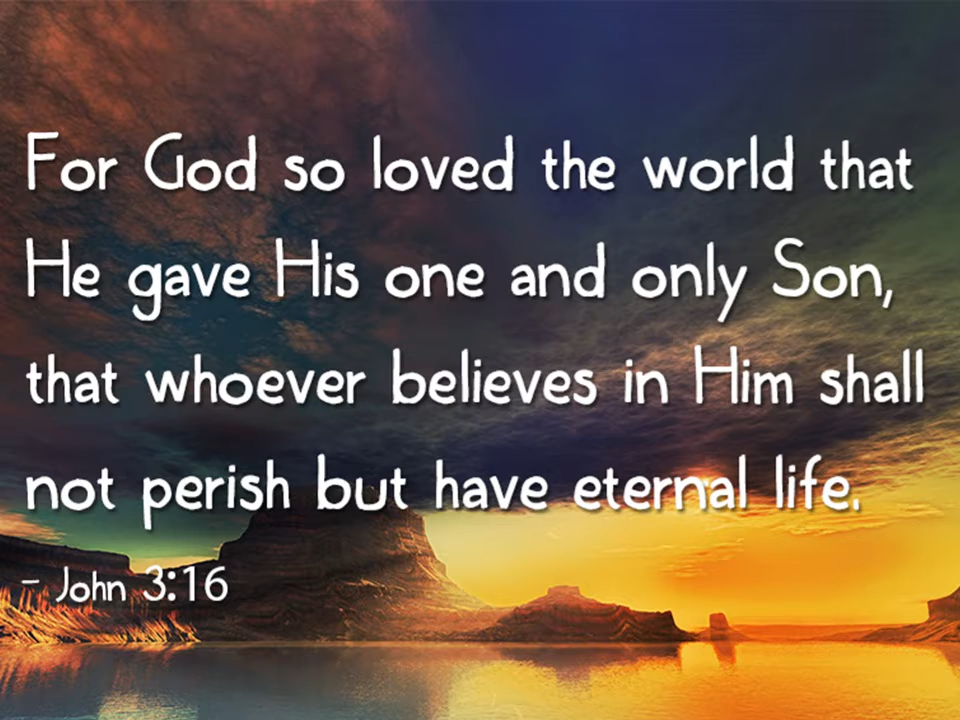 For God so loved the world that
He gave His one and only Son,
that whoever believes in Him shall
not perish but have eternal life.
- John 3:16